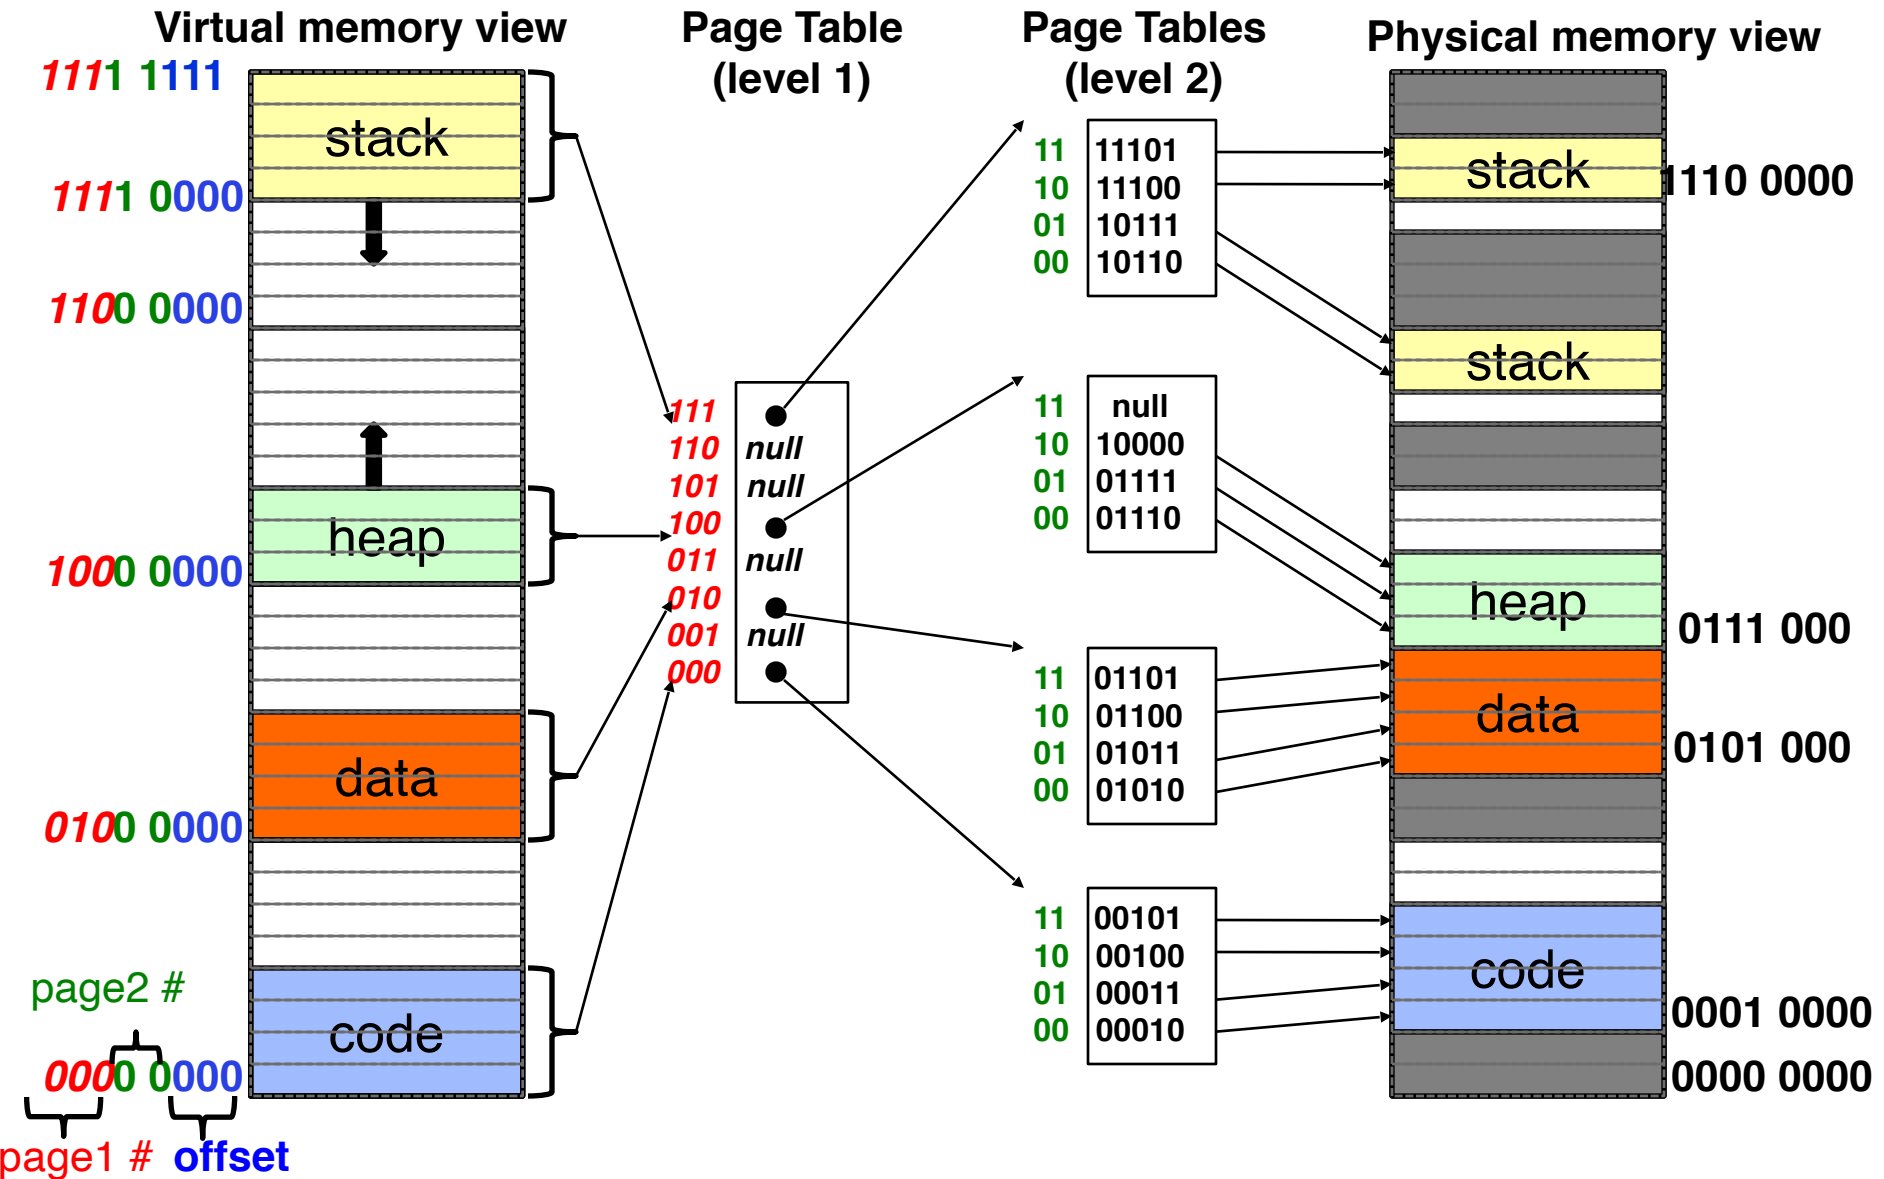 Virtual memory view
Page Table
(level 1)
Page Tables
(level 2)
Physical memory view
1111 1111
stack
1111 0000
1100 0000
heap
1000 0000
data
0100 0000
page2 #
code
0000 0000
page1 #
offset
111
110 null
101 null
100
011 null
010
001 null
000
11 11101
10 11100
01 10111
00 10110
11 null
10 10000
01 01111
00 01110
11 01101
10 01100
01 01011
00 01010
11 00101
10 00100
01 00011
00 00010
stack
1110 0000
stack
heap
0111 000
data
0101 000
code
0001 0000
0000 0000